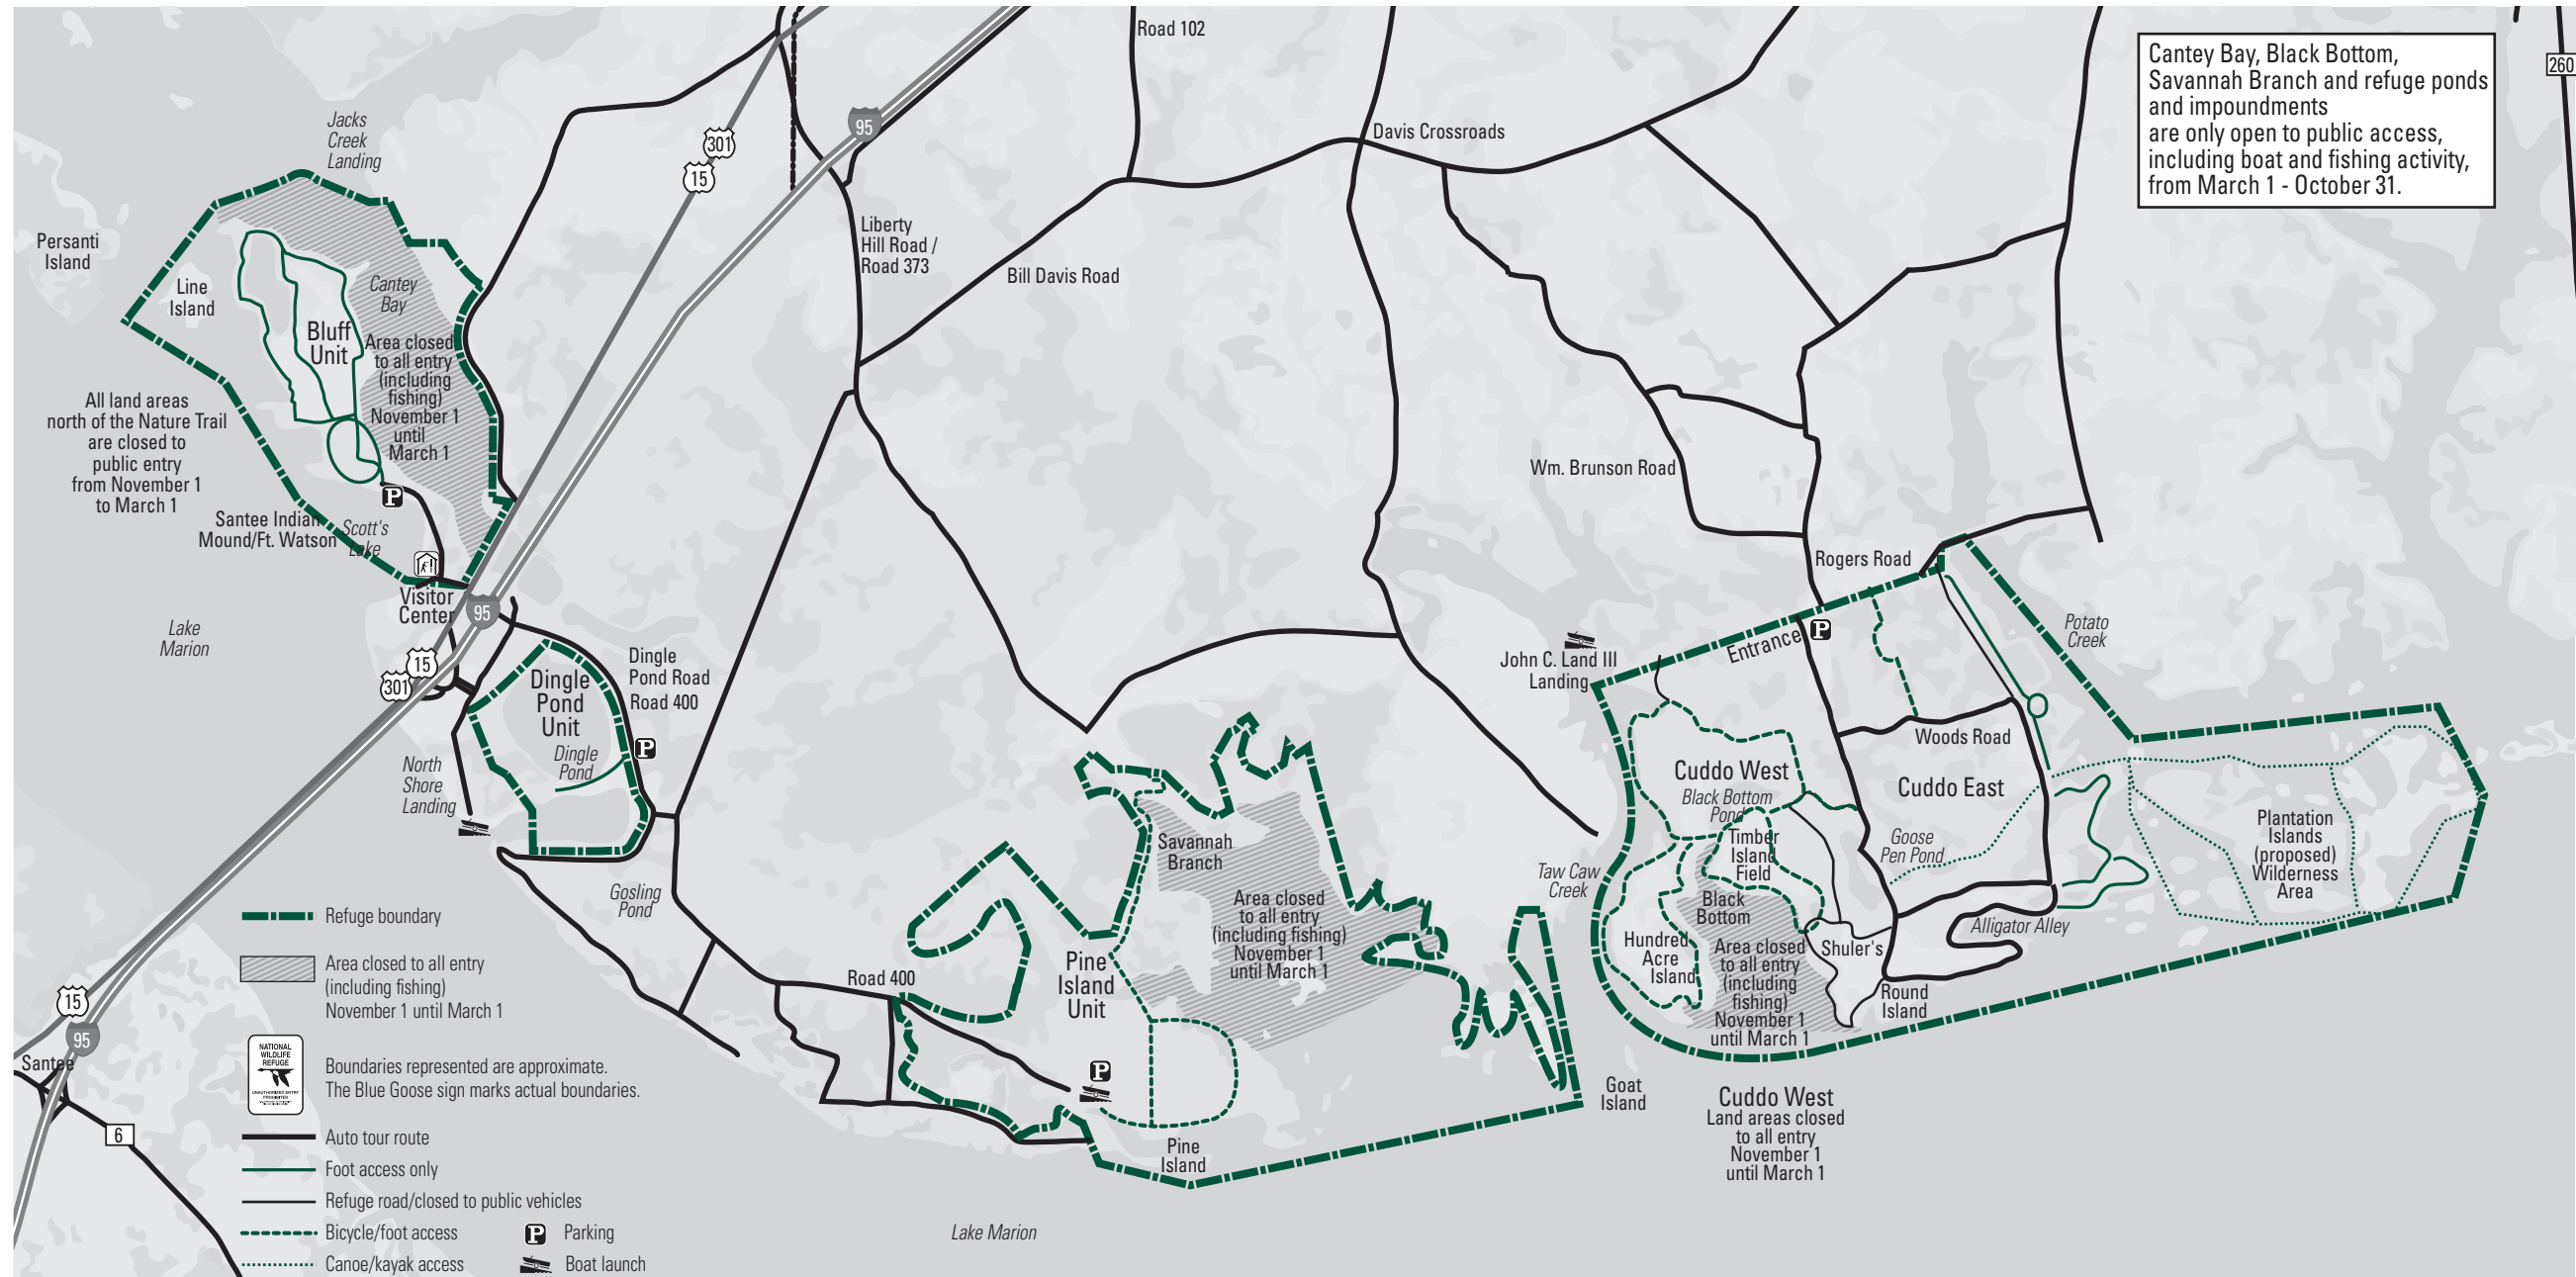 Cantey Bay, Black Bottom,
Savannah Branch and refuge ponds
and impoundments
are only open to public access,
including boat and fishing activity,
from March 1 - October 31.
260
Road 102
Davis Crossroads
Jacks
Creek
Landing
301
15
95
Persanti
Island
Line
Island
Cantey
Bay
Bluff
Unit
Area closed
to all entry
(including
fishing)
November 1
until
March 1
Liberty
Hill Road /
Road 373
Bill Davis Road
All land areas
north of the Nature Trail
are closed to
public entry
from November 1
to March 1
P
Santee Indian
Mound/Ft. Watson
Scott's
Lake
Visitor
Center
95
Lake
Marion
15
301
Wm. Brunson Road
Rogers Road
Entrance
P
Potato
Creek
John C. Land III
Landing
Dingle
Pond Road
Road 400
Dingle
Pond
Unit
Dingle
Pond
P
North
Shore
Landing
Gosling
Pond
Woods Road
Cuddo West
Black Bottom
Pond
Cuddo East
Timber
Island
Field
Goose
Pen Pond
Plantation
Islands
(proposed)
Wilderness
Area
Savannah
Branch
Area closed
to all entry
(including fishing)
November 1
until March 1
Taw Caw
Creek
Black
Bottom
Hundred
Acre
Island
Area closed
to all entry
(including
fishing)
November 1
until March 1
Shuler's
Alligator Alley
Round
Island
Road 400
Pine
Island
Unit
P
Pine
Island
Goat
Island
Cuddo West
Land areas closed
to all entry
November 1
until March 1
Lake Marion
15
95
Santee
6
Refuge boundary
Area closed to all entry
(including fishing)
November 1 until March 1
NATIONAL
WILDLIFE
REFUGE
UNAUTHORIZED ENTRY
PROHIBITED
Boundaries represented are approximate.
The Blue Goose sign marks actual boundaries.
Auto tour route
Foot access only
Refuge road/closed to public vehicles
Bicycle/foot access
P Parking
Canoe/kayak access
Boat launch